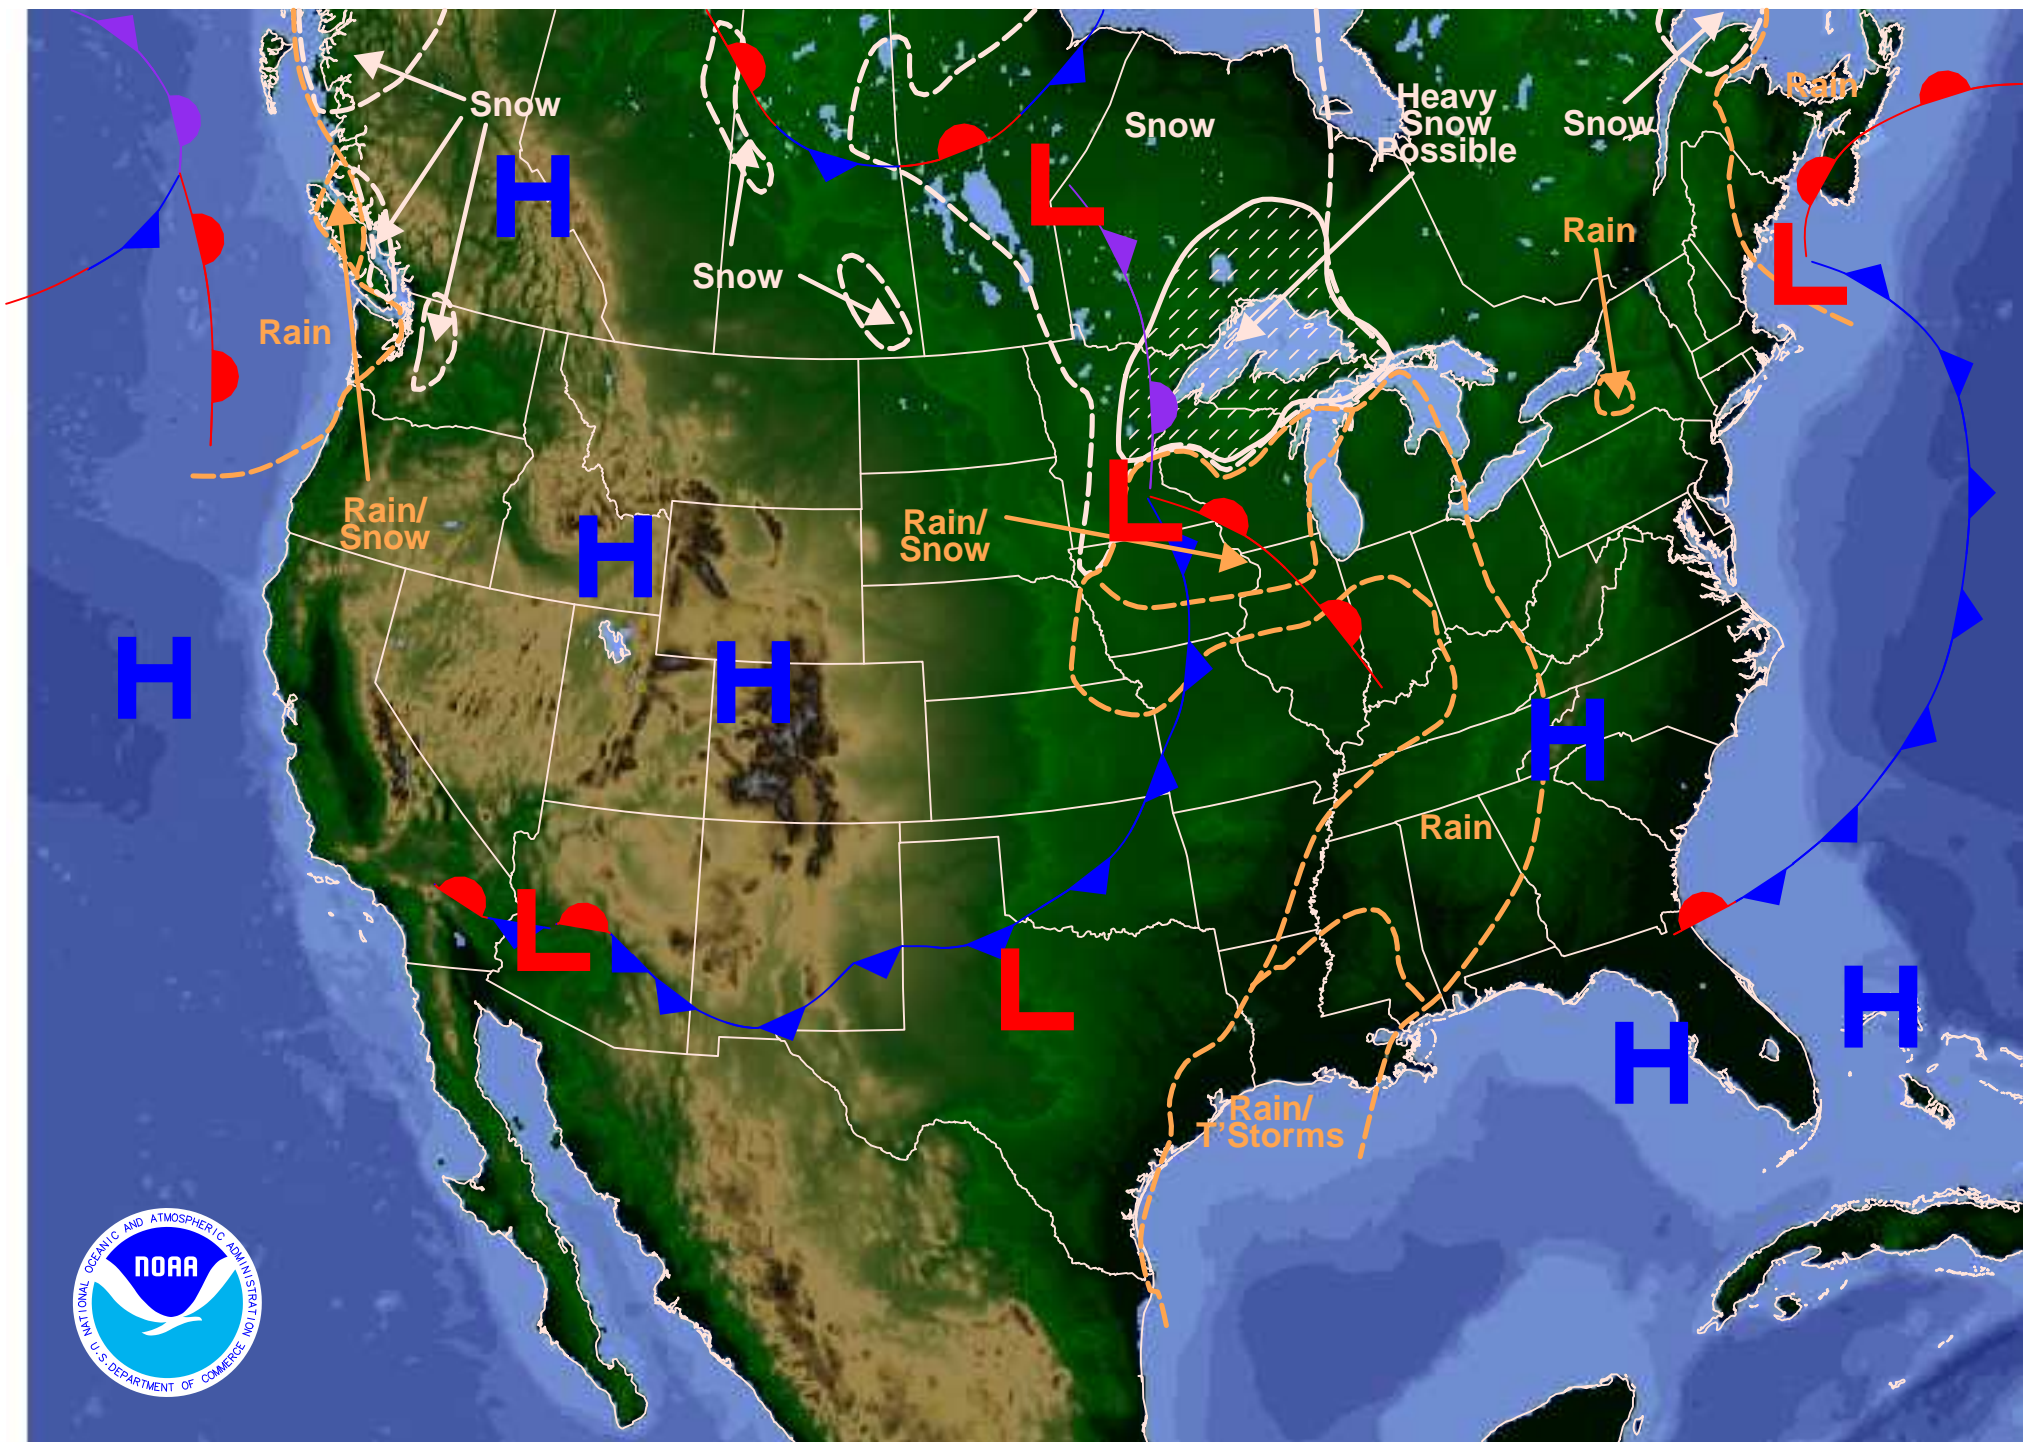 Snow
Snow
Heavy
Snow
Possible
Snow
Rain
Rain
H
L
Snow
L
Rain
Rain/
Snow
Rain/
Snow
L
H
H
H
H
Rain
L
L
H
H
Rain/
T'Storms
NATIONAL OCEANIC AND ATMOSPHERIC ADMINISTRATION
NOAA
U.S. DEPARTMENT OF COMMERCE